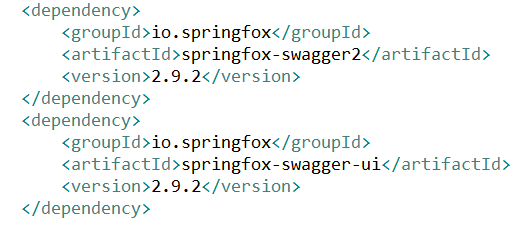 <dependency>
    <groupId>io.springfox</groupId>
    <artifactId>springfox-swagger2</artifactId>
    <version>2.9.2</version>
</dependency>
<dependency>
    <groupId>io.springfox</groupId>
    <artifactId>springfox-swagger-ui</artifactId>
    <version>2.9.2</version>
</dependency>